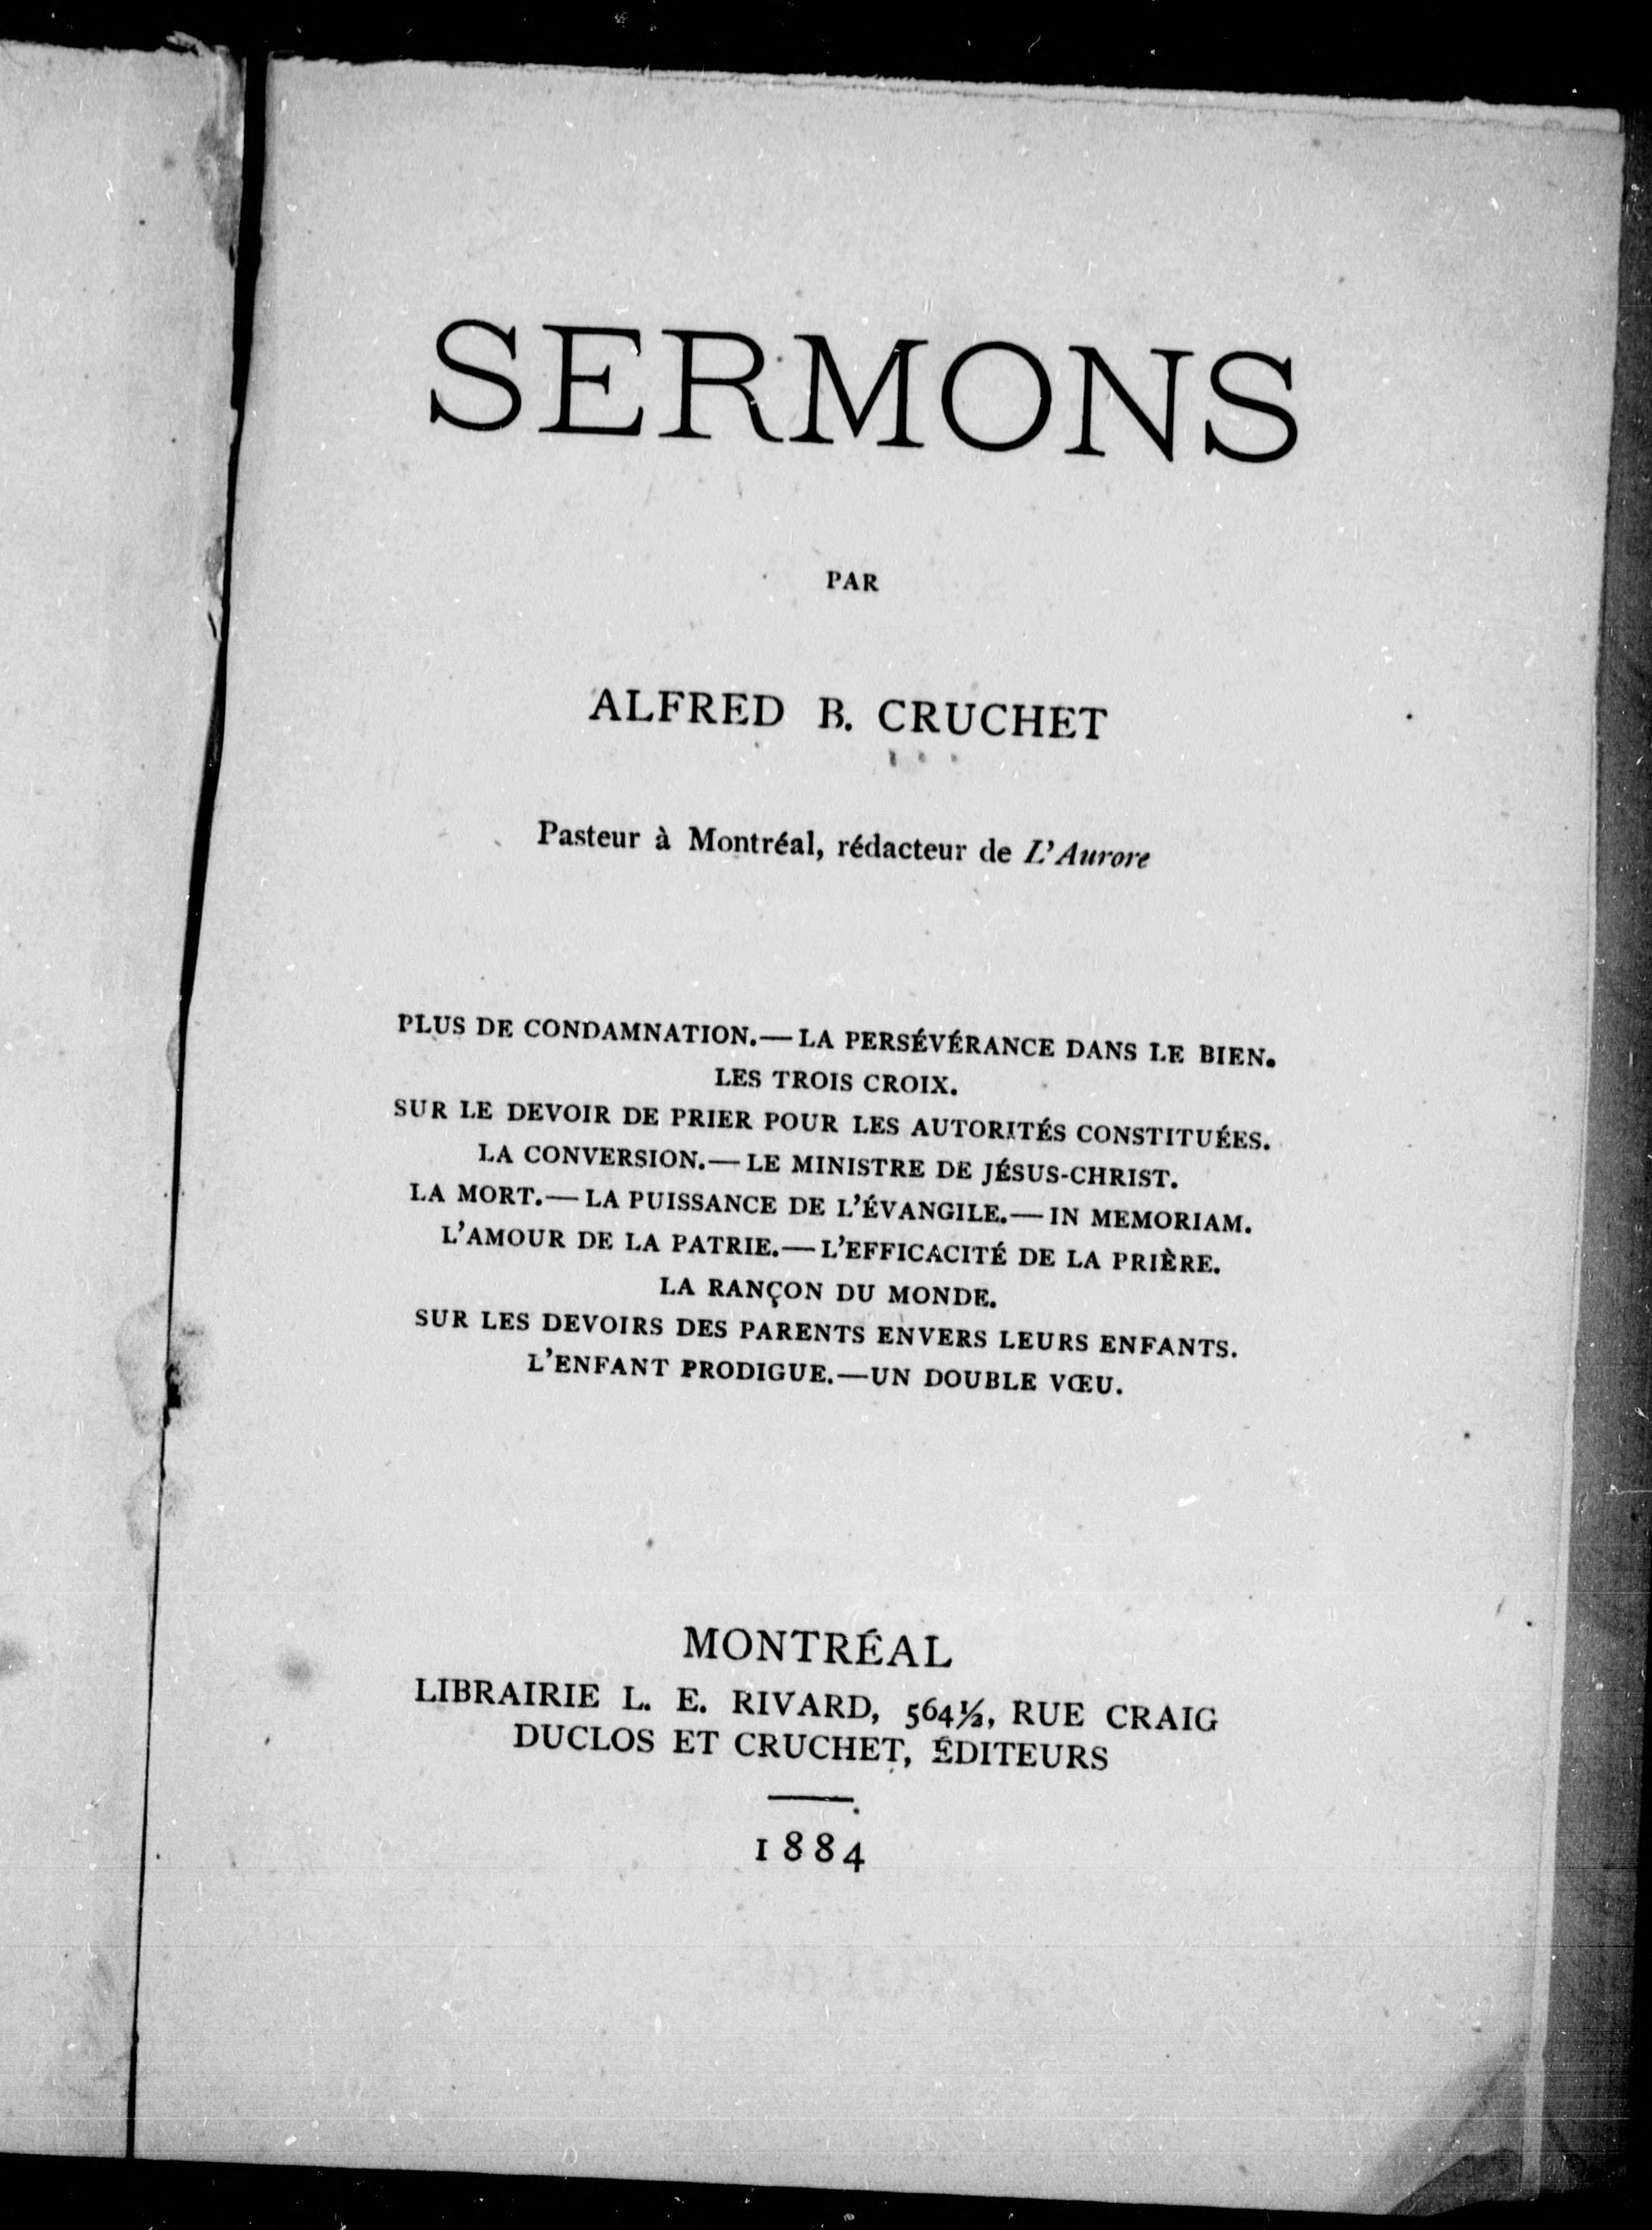 SERMONS
PAR
ALFRED B. CRUCHET
Pasteur à Montréal, rédacteur de L'Aurore
PLUS DE CONDAMNATION.—LA PERSÉVÉRANCE DANS LE BIEN.
LES TROIS CROIX.
SUR LE DEVOIR DE PRIER POUR LES AUTORITÉS CONSTITUÉES.
LA CONVERSION.—LE MINISTRE DE JÉSUS-CHRIST.
LA MORT.—LA PUISSANCE DE L'ÉVANGILE.—IN MEMORIAM.
L'AMOUR DE LA PATRIE.—L'EFFICACITÉ DE LA PRIÈRE.
LA RANÇON DU MONDE.
SUR LES DEVOIRS DES PARENTS ENVERS LEURS ENFANTS.
L'ENFANT PRODIGUE.—UN DOUBLE VŒU.
MONTRÉAL
LIBRAIRIE L. E. RIVARD, 564½, RUE CRAIG
DUCLOS ET CRUCHET, ÉDITEURS
1884